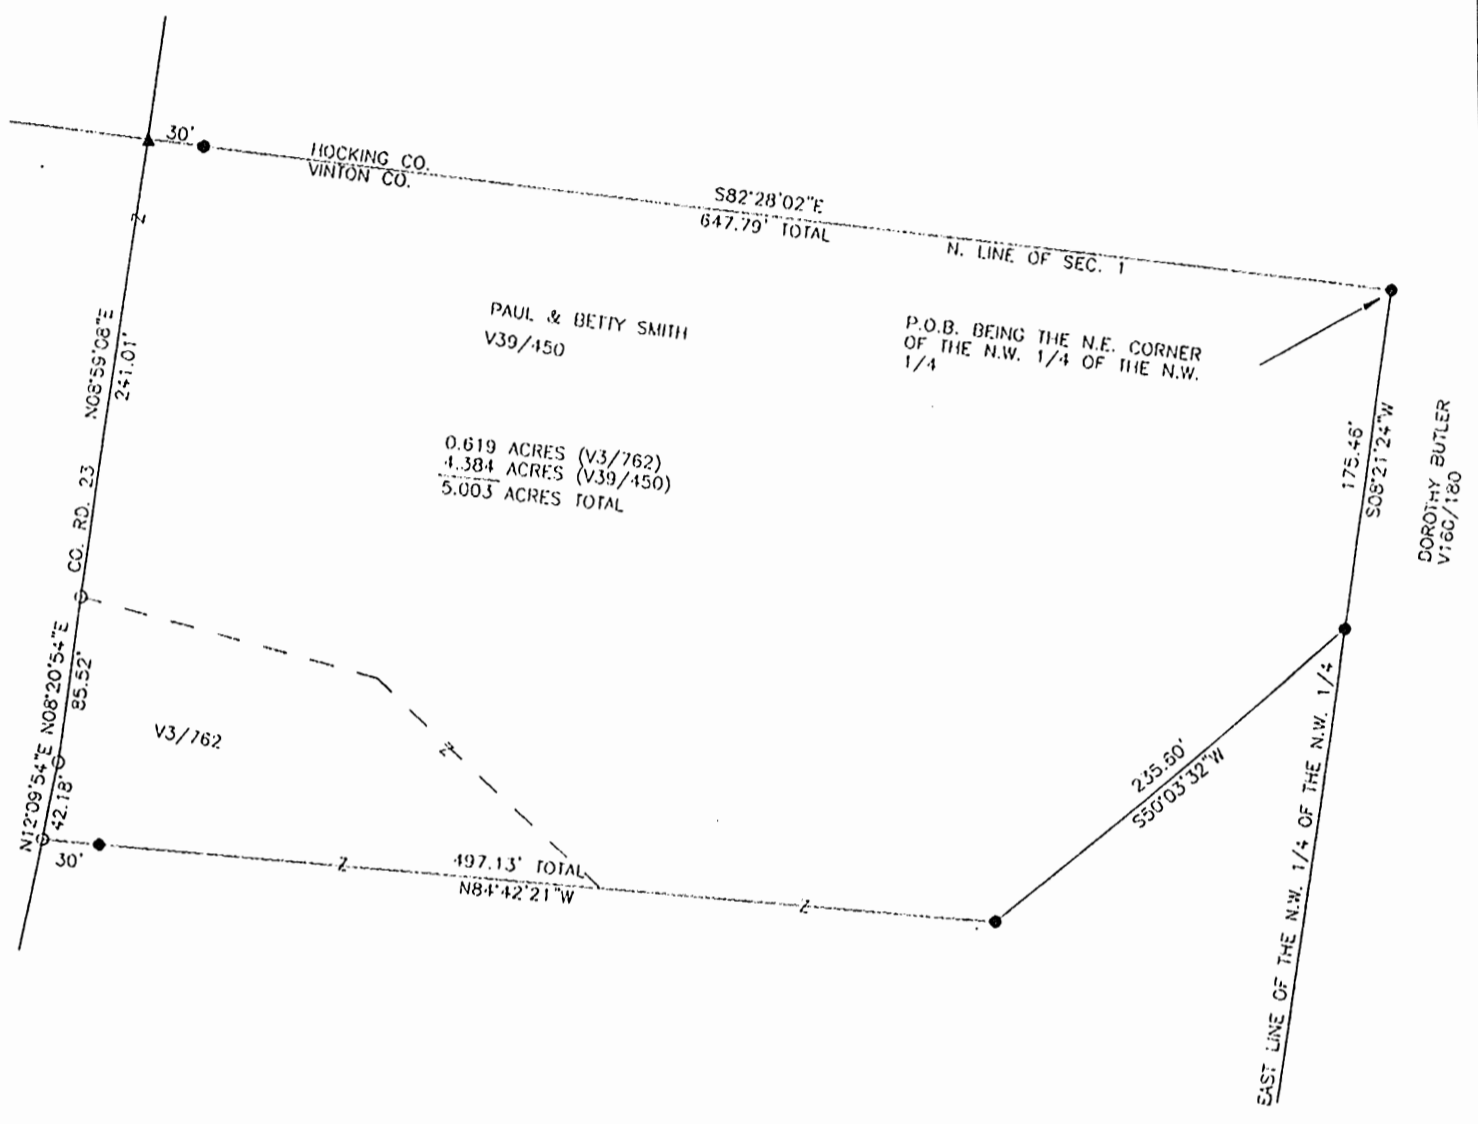 30'
HOCKING CO.
VINTON CO.
S82°28'02"E
647.79' TOTAL
N. LINE OF SEC. 1
PAUL & BETTY SMITH
V39/450
P.O.B. BEING THE N.E. CORNER
OF THE N.W. 1/4 OF THE N.W.
1/4
N08°59'08"E
241.01'
0.619 ACRES (V3/762)
4.384 ACRES (V39/450)
5.003 ACRES TOTAL
175.46'
S08°21'24"W
DOROTHY BUTLER
V160/180
CO. RD. 23
N08°20'54"E
85.52'
V3/762
N12°09'54"E
42.18'
30'
497.13' TOTAL
N84°42'21"W
235.60'
S50°03'32"W
EAST LINE OF THE N.W. 1/4 OF THE N.W. 1/4